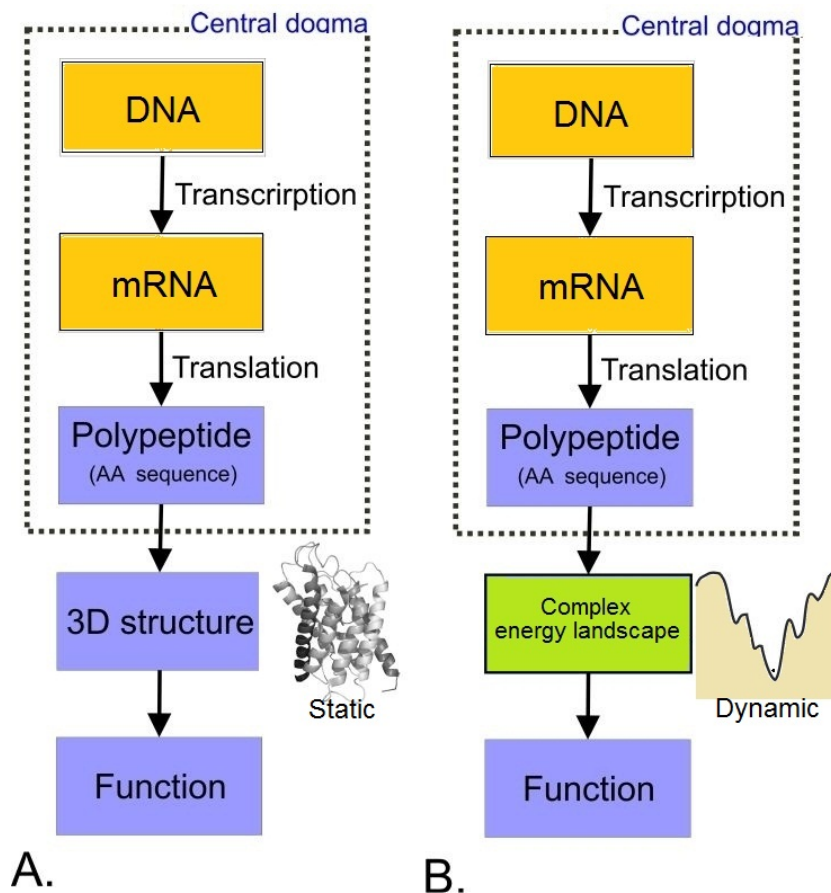 Central dogma
DNA
Transcrirption
mRNA
Translation
Polypeptide
(AA sequence)
3D structure
Static
Function
A.
Central dogma
DNA
Transcrirption
mRNA
Translation
Polypeptide
(AA sequence)
Complex
energy landscape
Dynamic
Function
B.